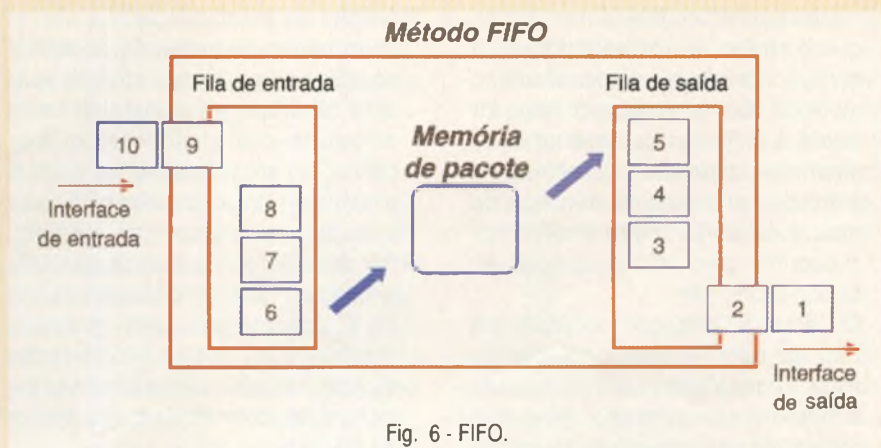 Método FIFO
Fila de entrada
Fila de saída
10
9
Memória
de pacote
5
4
3
8
7
6
Interface
de entrada
2
1
Interface
de saída
Fig. 6 - FIFO.